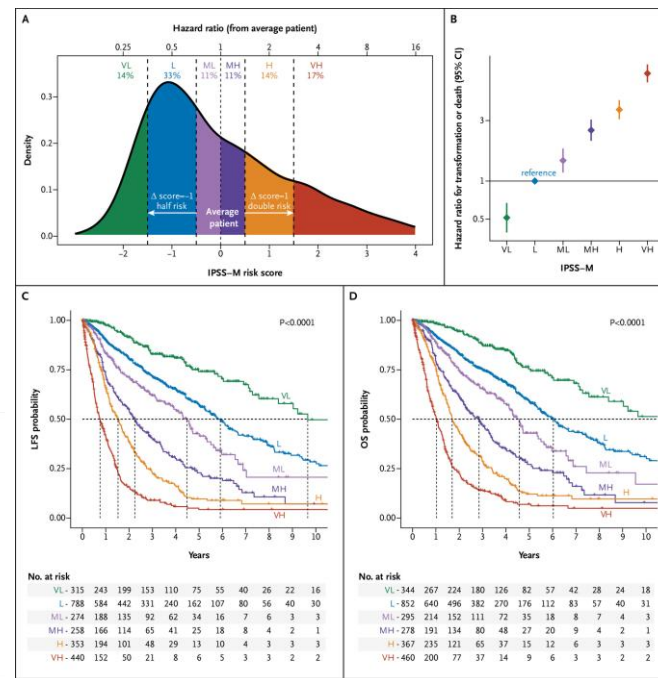 A
Hazard ratio (from average patient)
0.25 0.5 1 2 4 16
VL L ML MH H VH
14% 33% 11% 11% 14% 17%
Density
0.3
0.2
0.1
0.0
Δ score=-1
half risk
Average
patient
Δ score=1
double risk
-2 -1 0 1 2 3 4
IPSS-M risk score
B
Hazard ratio for transformation or death (95% CI)
3
1
0.5
reference
VL L ML MH H VH
IPSS-M
C
P<0.0001
LFS probability
1.00
0.75
0.50
0.25
0.00
VL
L
ML
MH
H
VH
0 1 2 3 4 5 6 7 8 9 10
Years
No. at risk
VL - 315 243 199 153 110 75 55 40 26 22 16
L - 788 584 442 331 240 162 107 80 56 40 30
ML - 274 188 135 92 62 34 16 7 6 3 3
MH - 258 166 114 65 41 25 18 8 4 2 1
H - 353 194 101 48 29 13 10 4 3 3 3
VH - 440 152 50 21 8 6 5 3 3 2 2
D
P<0.0001
OS probability
1.00
0.75
0.50
0.25
0.00
VL
L
ML
MH
H
VH
0 1 2 3 4 5 6 7 8 9 10
Years
No. at risk
VL - 344 267 224 180 126 82 57 42 28 24 18
L - 852 640 496 382 270 176 112 83 57 40 31
ML - 295 214 152 111 72 35 18 8 7 4 3
MH - 278 191 134 80 48 27 20 9 4 2 1
H - 367 235 121 65 37 15 12 6 3 3 3
VH - 460 200 77 37 14 9 6 3 3 2 2